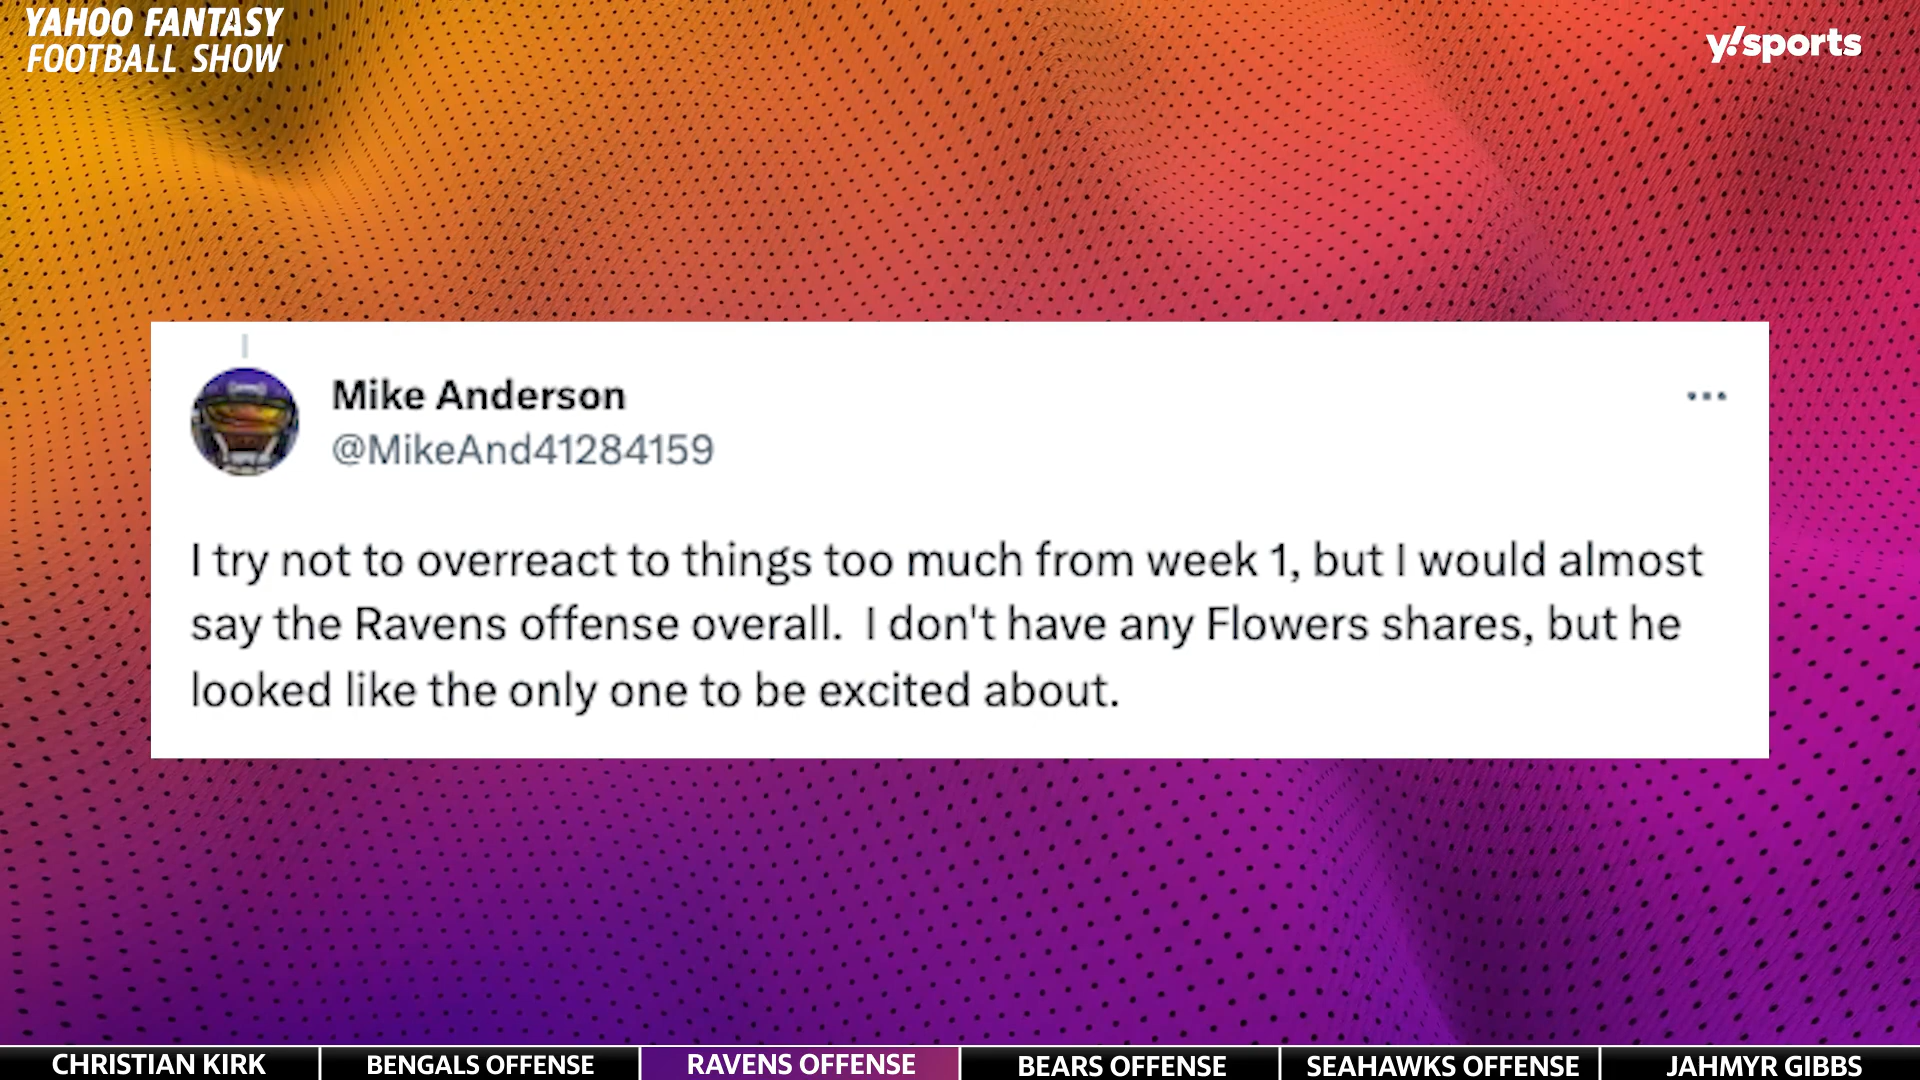 YAHOO FANTASY
FOOTBALL SHOW
y!sports
Mike Anderson
@MikeAnd41284159
I try not to overreact to things too much from week 1, but I would almost
say the Ravens offense overall.  I don't have any Flowers shares, but he
looked like the only one to be excited about.
CHRISTIAN KIRK
BENGALS OFFENSE
RAVENS OFFENSE
BEARS OFFENSE
SEAHAWKS OFFENSE
JAHMYR GIBBS